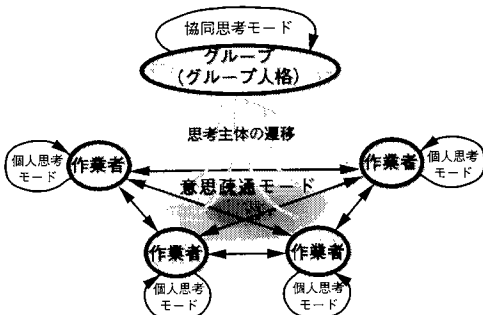 協同思考モード
グループ
(グループ人格)
思考主体の遷移
作業者
作業者
個人思考
モード
個人思考
モード
意思疎通モード
作業者
作業者
個人思考
モード
個人思考
モード